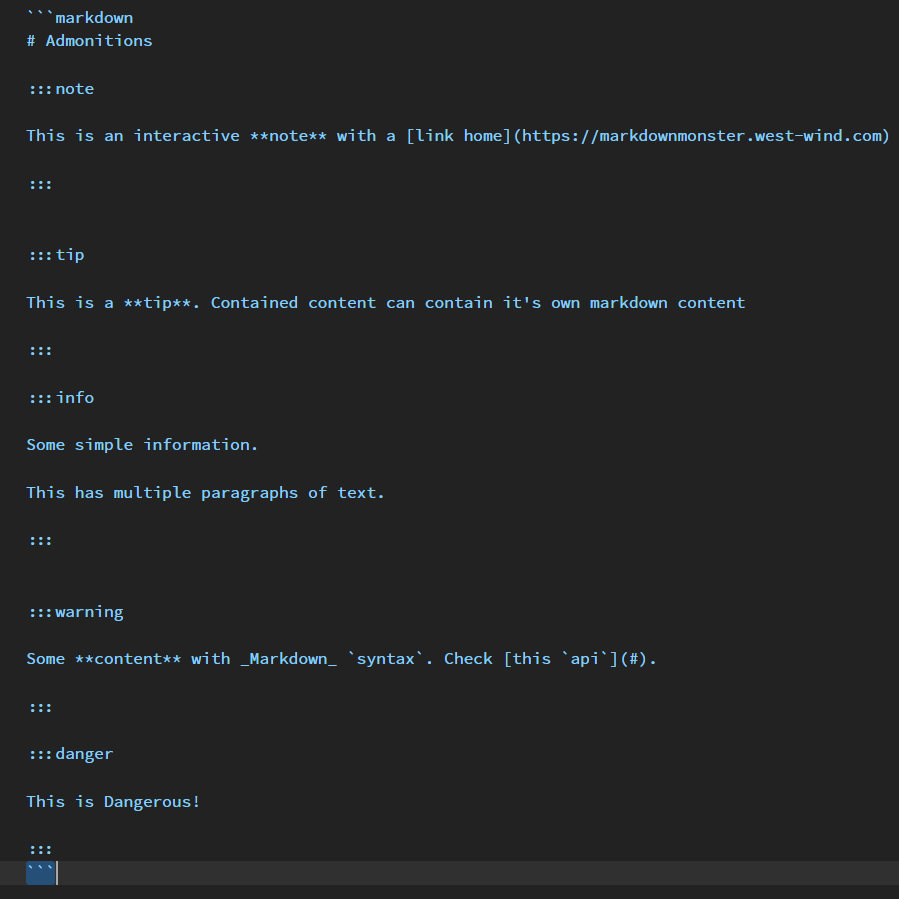 ```markdown
# Admonitions
:::note
This is an interactive **note** with a [link home](https://markdownmonster.west-wind.com)
:::
:::tip
This is a **tip**. Contained content can contain it's own markdown content
:::
:::info
Some simple information.
This has multiple paragraphs of text.
:::
:::warning
Some **content** with _Markdown_ `syntax`. Check [this `api`](#).
:::
:::danger
This is Dangerous!
:::
```